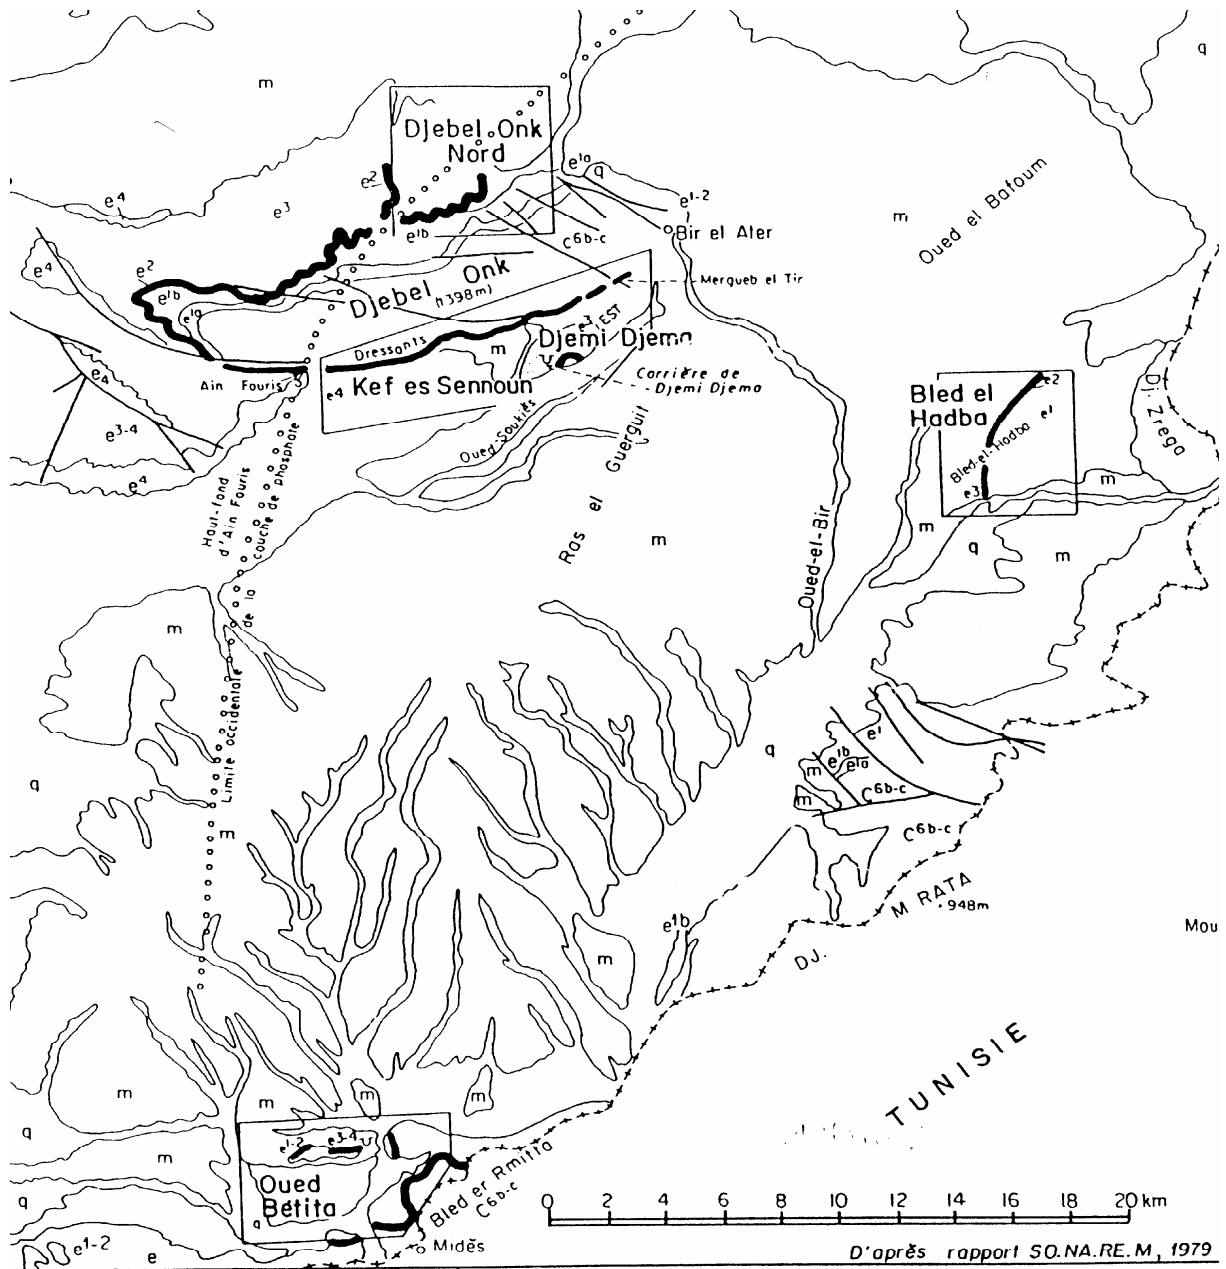 q
m
Djebel Onk
Nord
e1a
q
e2
e4
e3
e1-2
m
Oued el Bafoum
Bir el Ater
e1b
C6b-c
e4
e2
e1b
e1a
Djebel Onk
(1398m)
Mergueb el Tir
e3
EST
Djemi Djema
Dressants
m
Carrière de
Djemi Djema
Ain Fouris
e4
Kef es Sennoun
e4
e3-4
e4
Oued-Soukiès
Ras el Guerguit
Bled el
Hadba
e2
e1
Bled-el-Hadba
e3
Dj. Zrega
m
m
q
m
Haut-fond
d'Ain Fouris
Limite occidentale de la couche de phosphate
m
Oued-el-Bir
m
q
q
e1
e1b
e1a
m
m
C6b-c
C6b-c
m
M RATA
948m
DJ.
e1b
m
Mou
TUNISIE
m
m
m
m
q
m
e1-2
e3-4
Oued
Betita
q
q
Bled er Rmitta
C6b-c
Midès
e1-2
e
0 2 4 6 8 10 12 14 16 18 20 km
D'après rapport SO.NA.RE.M, 1979